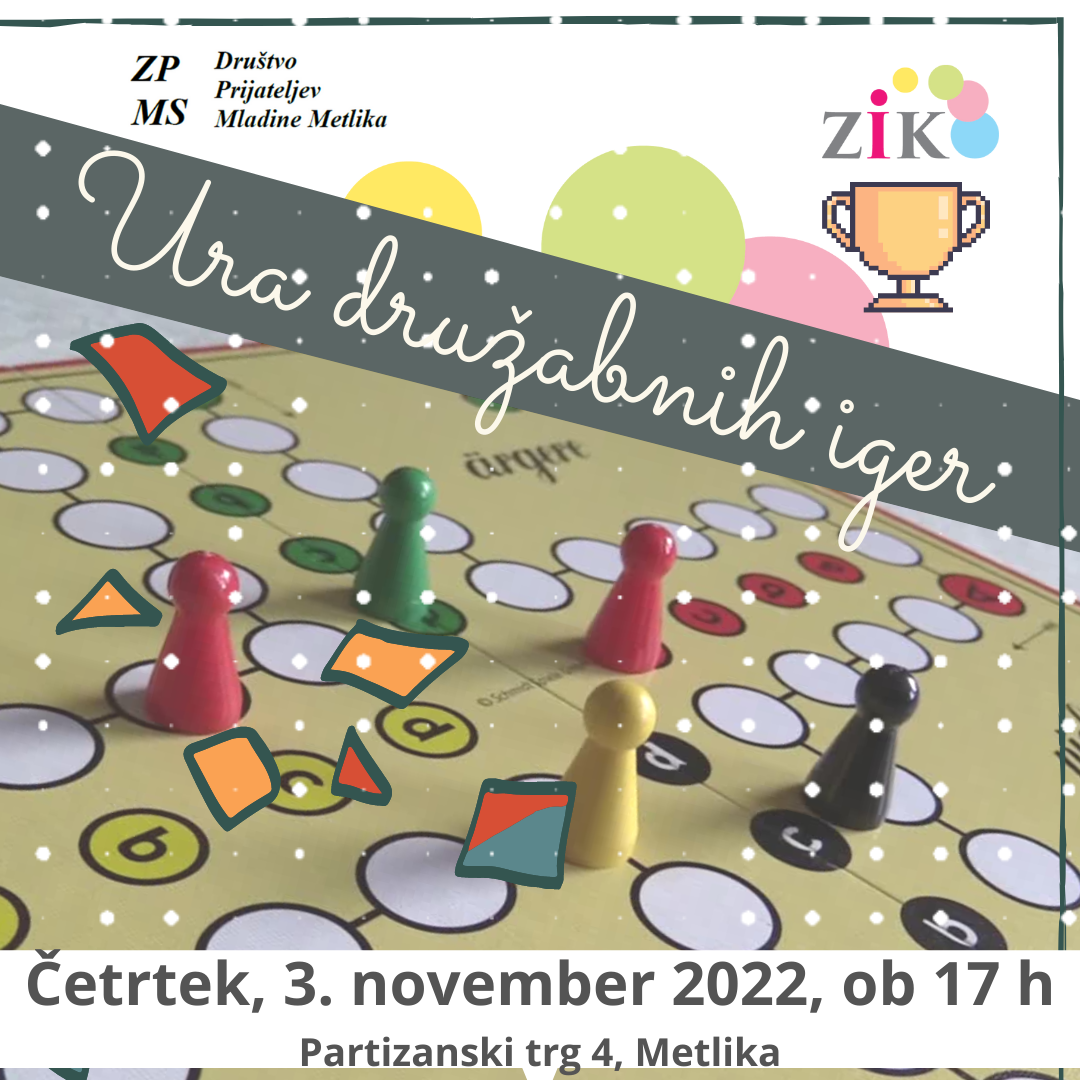 ZP
MS
Društvo
Prijateljev
Mladine Metlika
ZIK
Ura družabnih iger
ärgere
b
c
d
c
b
A
Četrtek, 3. november 2022, ob 17 h
Partizanski trg 4, Metlika